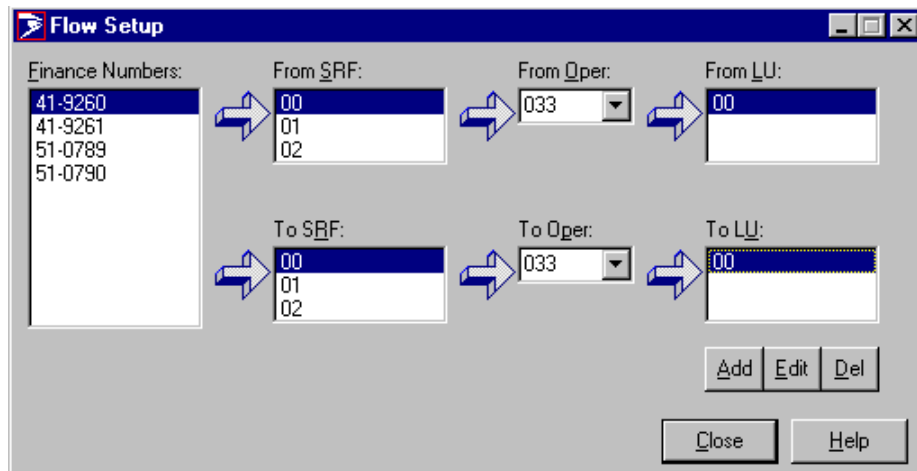 Flow Setup
Finance Numbers: From SRF: From Oper: From LU:
41-9260 00 033 00
41-9261 01
51-0789 02
51-0790
To SRF: To Oper: To LU:
00 033 00
01
02
Add Edit Del
Close Help